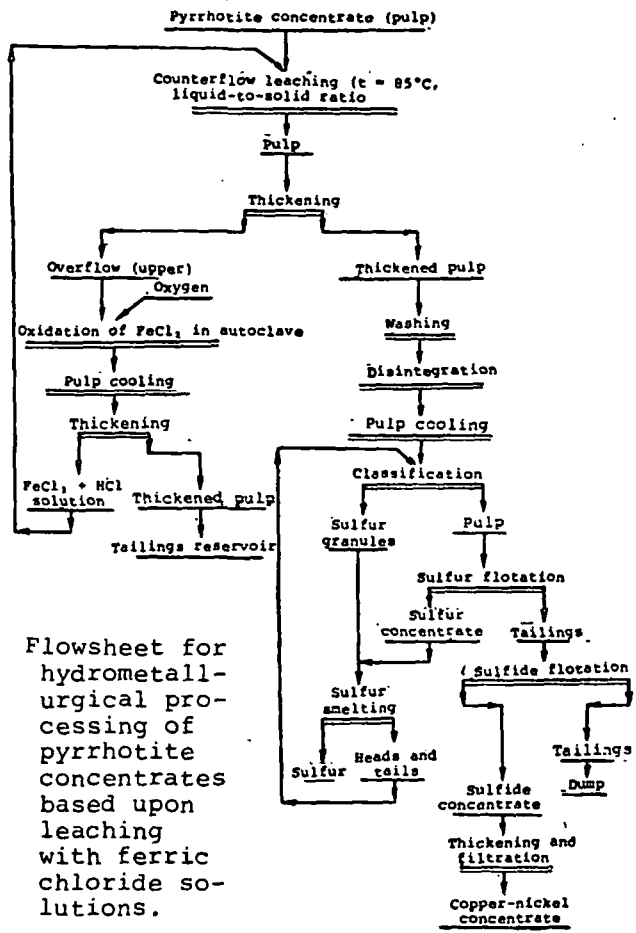 Pyrrhotite concentrate (pulp)
Counterflow leaching (t = 85°C,
liquid-to-solid ratio
Pulp
Thickening
Overflow (upper)
Oxygen
Thickened pulp
Oxidation of FeCl₂ in autoclave
Washing
Pulp cooling
Disintegration
Thickening
Pulp cooling
FeCl₃ + HCl
solution
Thickened pulp
Tailings reservoir
Classification
Sulfur
granules
Pulp
Sulfur flotation
Sulfur
concentrate
Tailings
( Sulfide flotation
Sulfur
smelting
Sulfur
Heads and
tails
Tailings
Dump
Sulfide
concentrate
Thickening and
filtration
Copper-nickel
concentrate
Flowsheet for
hydrometall-
urgical pro-
cessing of
pyrrhotite
concentrates
based upon
leaching
with ferric
chloride so-
lutions.